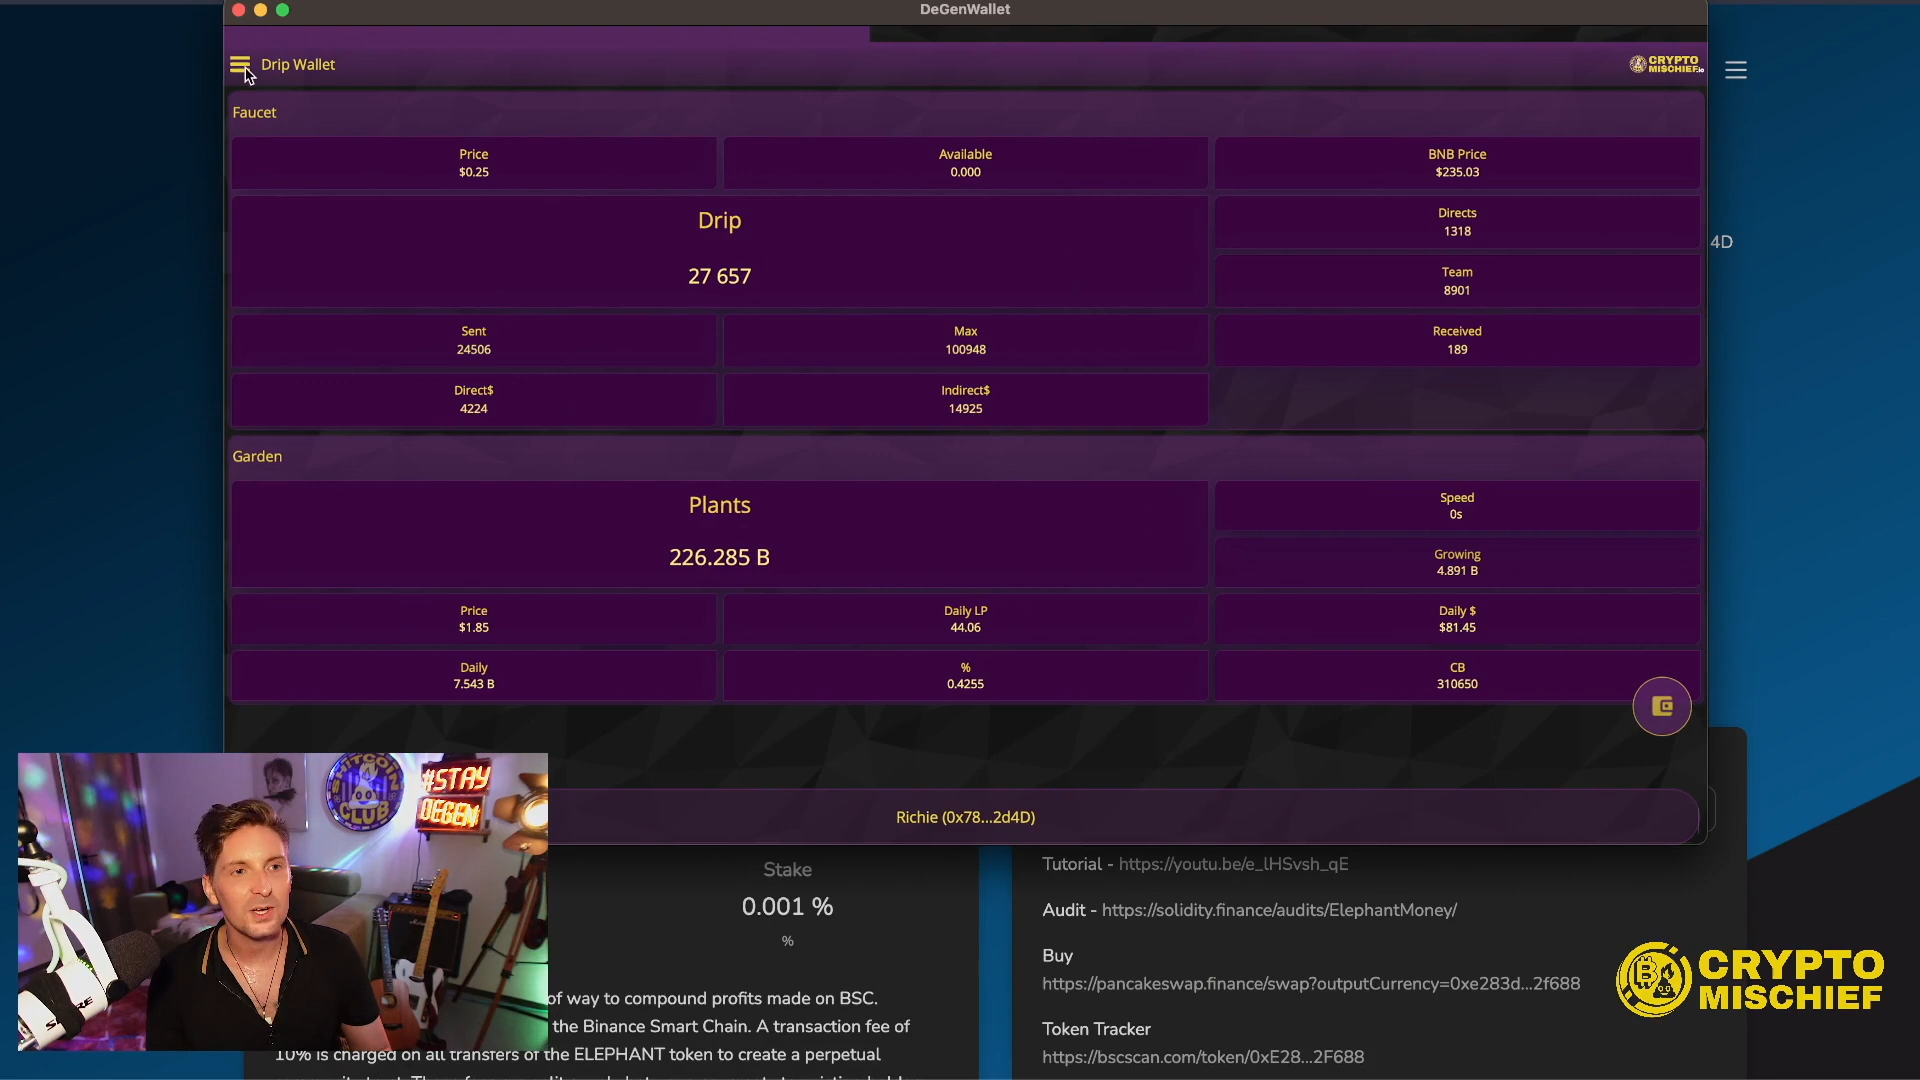 DeGenWallet
Drip Wallet
CRYPTO
MISCHIEF.io
Faucet
Price
$0.25
Available
0.000
BNB Price
$235.03
Drip
27 657
Directs
1318
4D
Team
8901
Sent
24506
Max
100948
Received
189
Direct$
4224
Indirect$
14925
Garden
Plants
226.285 B
Speed
0s
Growing
4.891 B
Price
$1.85
Daily LP
44.06
Daily $
$81.45
Daily
7.543 B
%
0.4255
CB
310650
Richie (0x78...2d4D)
SHITCOIN
CLUB
#STAY
DEGEN
SHURE
Stake
0.001 %
%
of way to compound profits made on BSC.
the Binance Smart Chain. A transaction fee of
10% is charged on all transfers of the ELEPHANT token to create a perpetual
Tutorial - https://youtu.be/e_lHSvsh_qE
Audit - https://solidity.finance/audits/ElephantMoney/
Buy
https://pancakeswap.finance/swap?outputCurrency=0xe283d...2f688
Token Tracker
https://bscscan.com/token/0xE28...2F688
CRYPTO
MISCHIEF